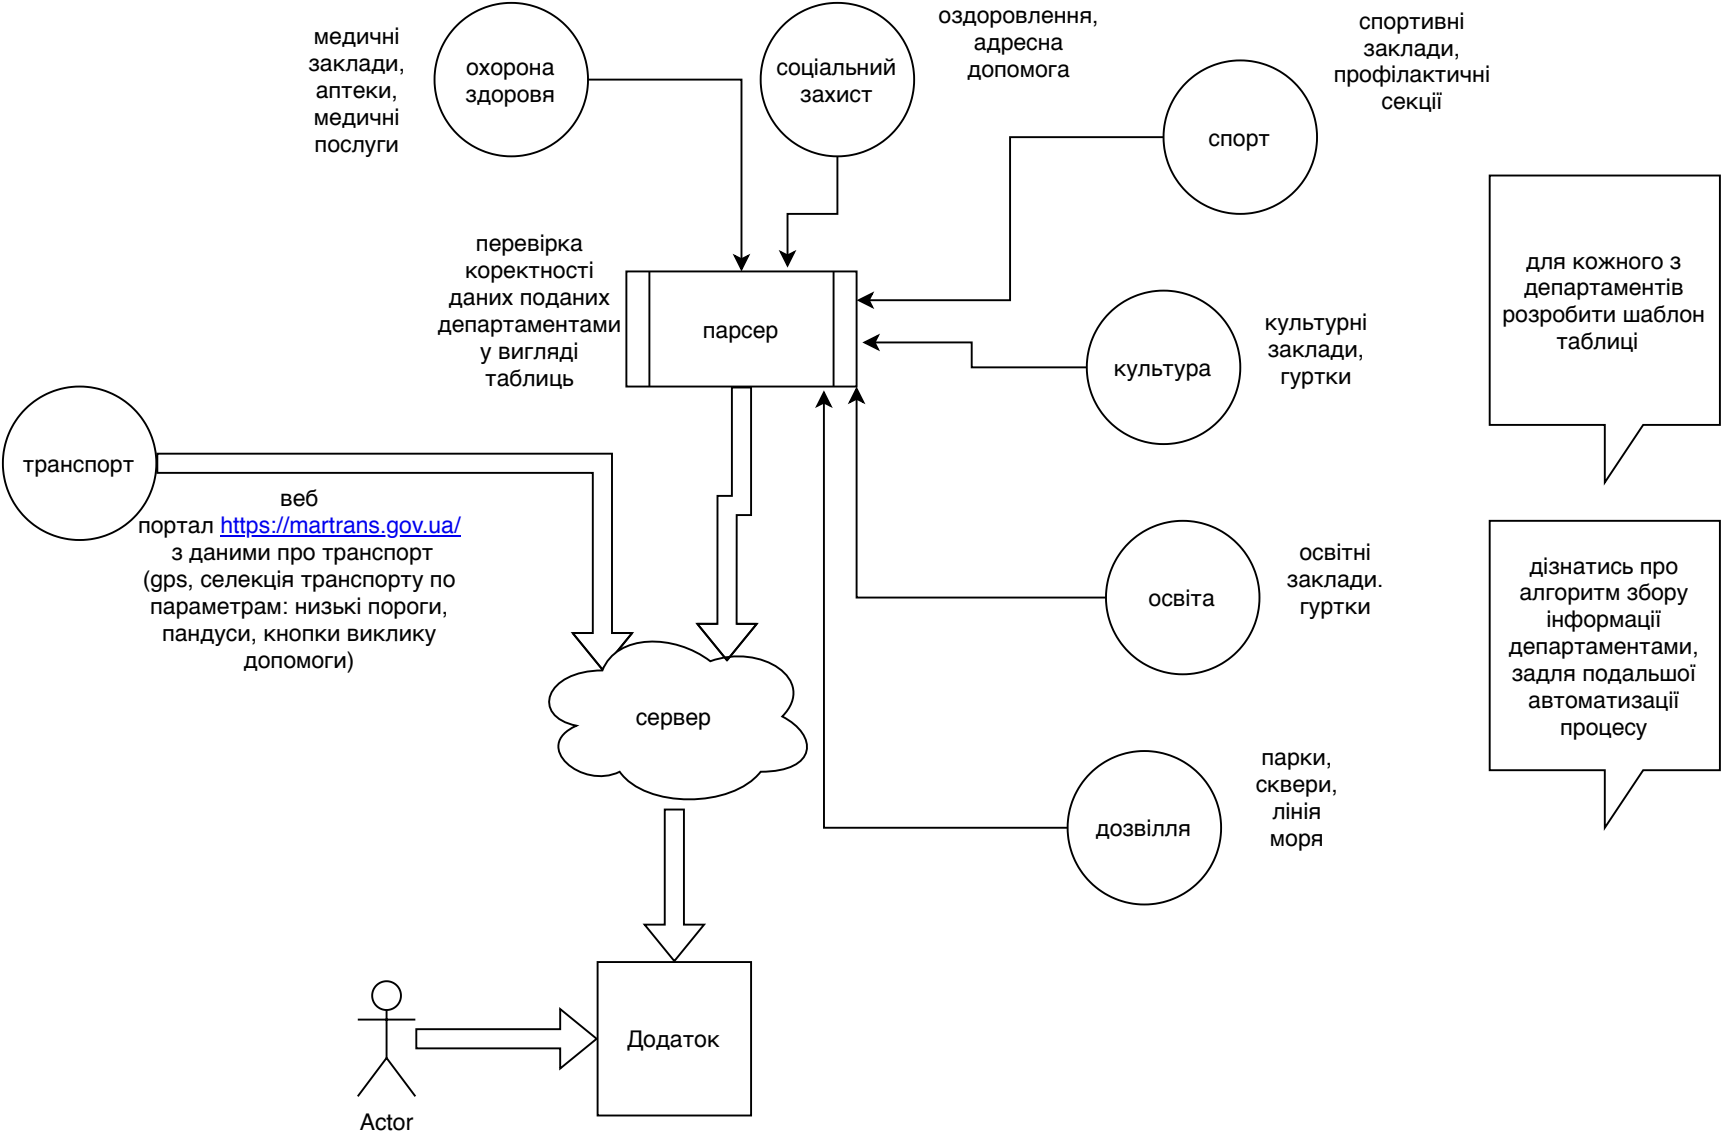 медичні
заклади,
аптеки,
медичні
послуги
охорона
здоровя
соціальний
захист
оздоровлення,
адресна
допомога
спортивні
заклади,
профілактичні
секції
спорт
перевірка
коректності
даних поданих
департаментами
у вигляді
таблиць
парсер
культура
культурні
заклади,
гуртки
для кожного з
департаментів
розробити шаблон
таблиці
транспорт
веб
портал https://martrans.gov.ua/
з даними про транспорт
(gps, селекція транспорту по
параметрам: низькі пороги,
пандуси, кнопки виклику
допомоги)
освіта
освітні
заклади.
гуртки
дізнатись про
алгоритм збору
інформації
департаментами,
задля подальшої
автоматизації
процесу
сервер
дозвілля
парки,
сквери,
лінія
моря
Додаток
Actor